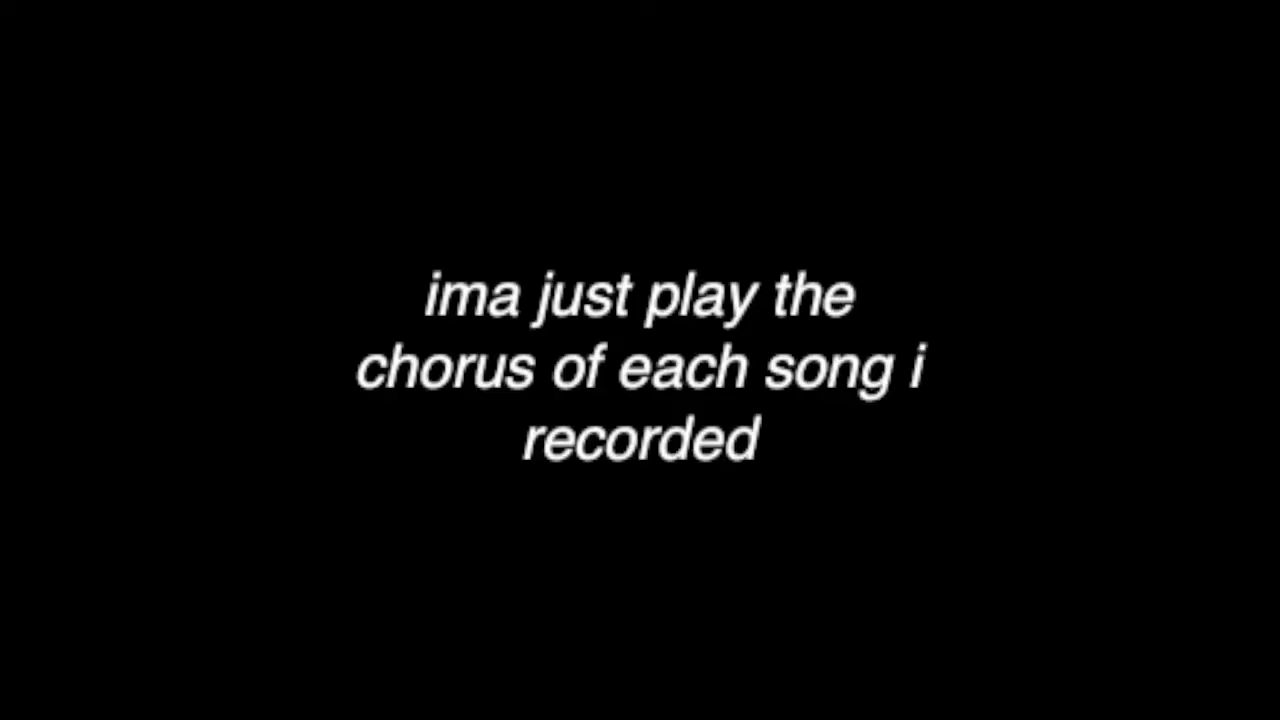 ima just play the
chorus of each song i
recorded